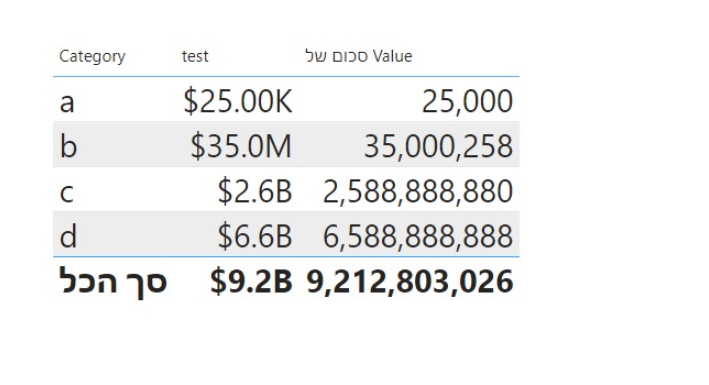 Category test סכום של Value
a $25.00K 25,000
b $35.0M 35,000,258
c $2.6B 2,588,888,880
d $6.6B 6,588,888,888
סך הכל $9.2B 9,212,803,026